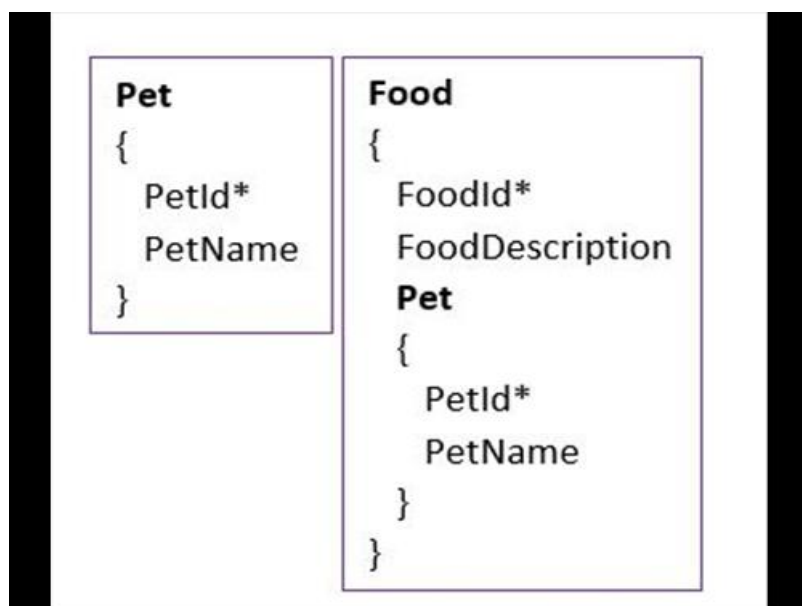 Pet
{
PetId*
PetName
}
Food
{
FoodId*
FoodDescription
Pet
{
PetId*
PetName
}
}